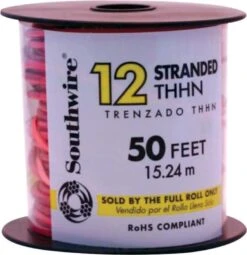 Southwire®
12 STRANDED
THHN
TRENZADO THHN
50 FEET
15.24 m
SOLD BY THE FULL ROLL ONLY
Vendido por el Rollo Lleno Solo
RoHS COMPLIANT